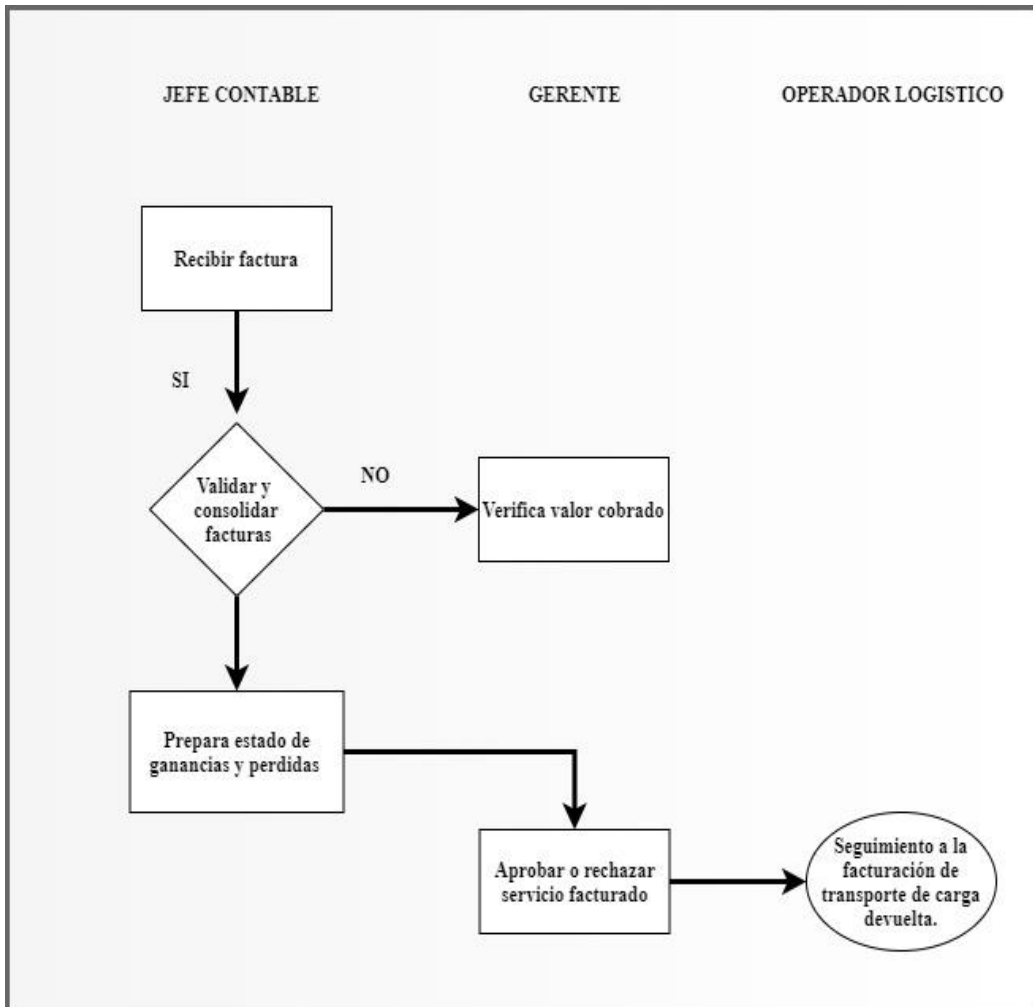 JEFE CONTABLE
GERENTE
OPERADOR LOGISTICO
Recibir factura
SI
Validar y
consolidar
facturas
NO
Verifica valor cobrado
Prepara estado de
ganancias y perdidas
Aprobar o rechazar
servicio facturado
Seguimiento a la
facturación de
transporte de carga
devuelta.